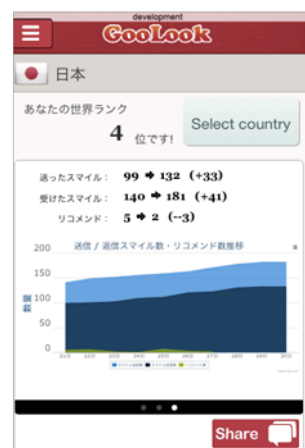 development
CooLook
日本
あなたの世界ランク
4 位です!
Select country
送ったスマイル： 99 ➔ 132 (+33)
受けたスマイル： 140 ➔ 181 (+41)
リコメンド： 5 ➔ 2 (--3)
送信 / 返信スマイル数・リコメンド数推移
200
150
数量
100
50
0
Share